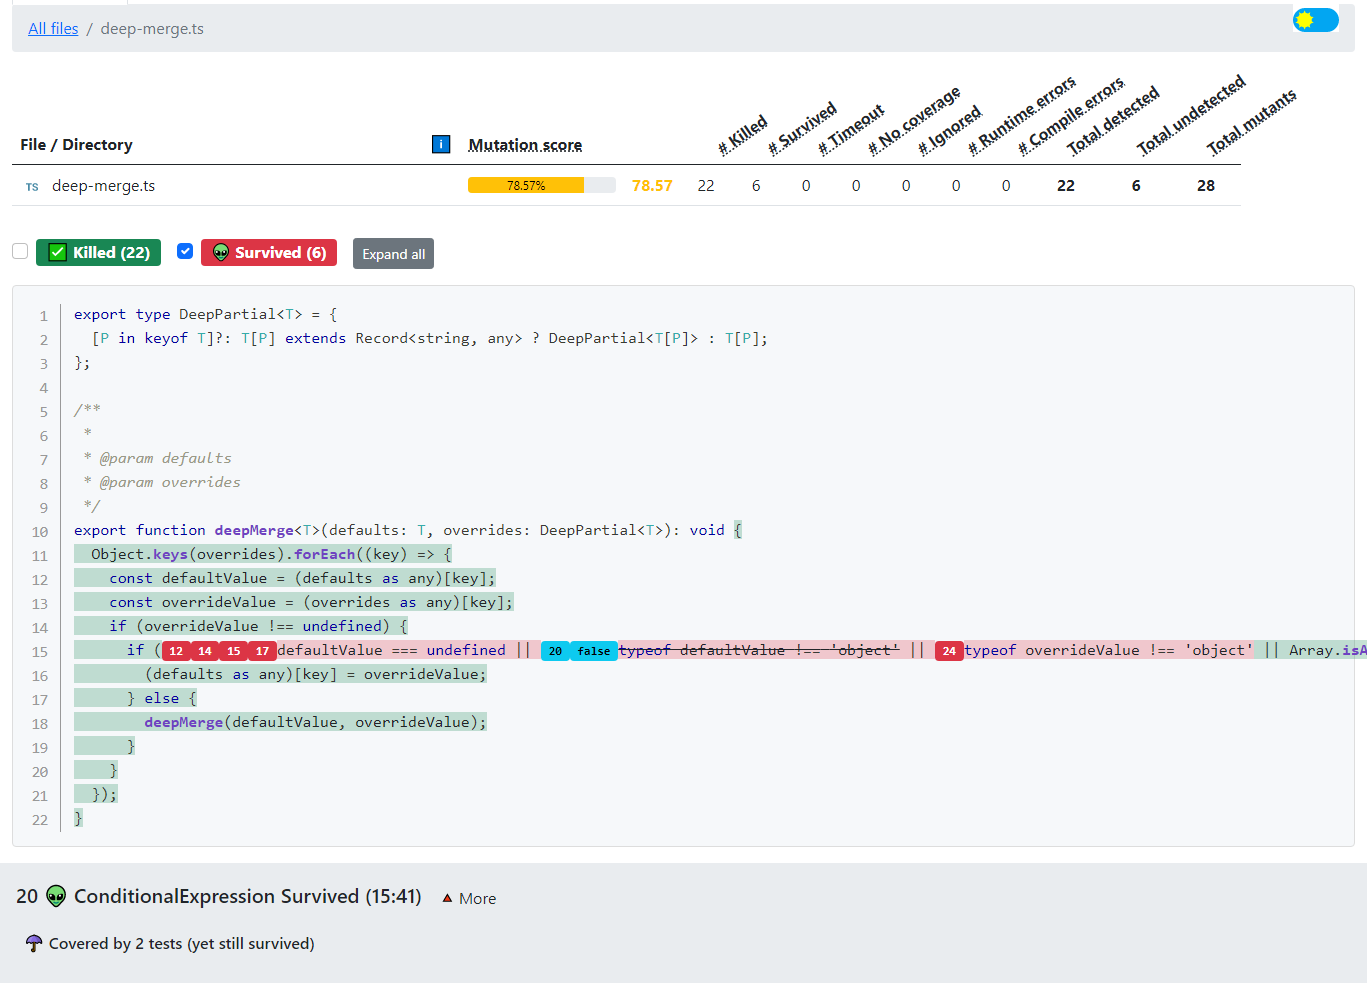 All files / deep-merge.ts
File / Directory
i
Mutation score
# Killed
# Survived
# Timeout
# No coverage
# Ignored
# Runtime errors
# Compile errors
Total detected
Total undetected
Total mutants
TS deep-merge.ts 78.57% 78.57 22 6 0 0 0 0 0 22 6 28
Killed (22) Survived (6) Expand all
1 export type DeepPartial<T> = {
2 [P in keyof T]?: T[P] extends Record<string, any> ? DeepPartial<T[P]> : T[P];
3 };
4
5 /**
6 *
7 * @param defaults
8 * @param overrides
9 */
10 export function deepMerge<T>(defaults: T, overrides: DeepPartial<T>): void {
11 Object.keys(overrides).forEach((key) => {
12 const defaultValue = (defaults as any)[key];
13 const overrideValue = (overrides as any)[key];
14 if (overrideValue !== undefined) {
15 if (12 14 15 17 defaultValue === undefined || 20 false typeof defaultValue !== 'object' || 24 typeof overrideValue !== 'object' || Array.isA
16 (defaults as any)[key] = overrideValue;
17 } else {
18 deepMerge(defaultValue, overrideValue);
19 }
20 }
21 });
22 }
20 ConditionalExpression Survived (15:41) More
Covered by 2 tests (yet still survived)